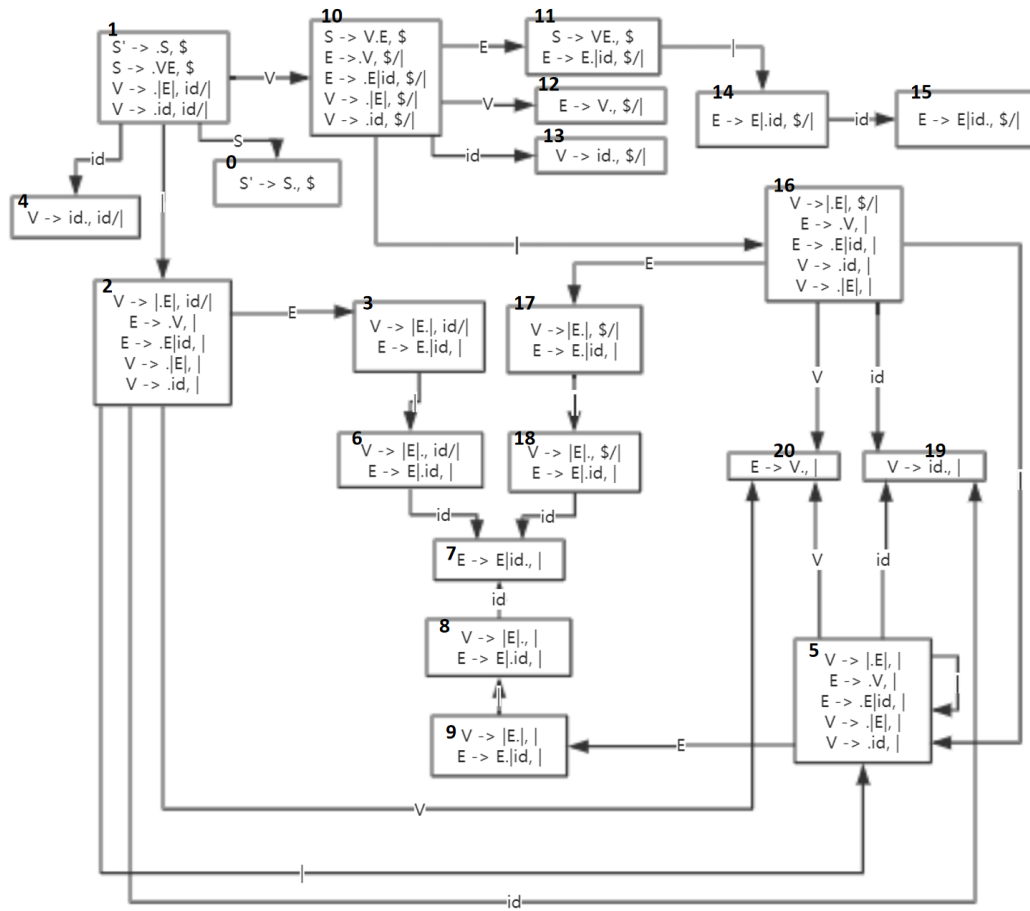 1
S' -> .S, $
S -> .VE, $
V -> .|E|, id/|
V -> .id, id/|
V
10
S -> V.E, $
E ->.V, $/|
E -> .E|id, $/|
V -> .|E|, $/|
V -> .id, $/|
E
11
S -> VE., $
E -> E.|id, $/|
|
V
12
E -> V., $/|
id
13
V -> id., $/|
14
E -> E|.id, $/|
id
15
E -> E|id., $/|
id
4
V -> id., id/|
|
S
0
S' -> S., $
|
16
V ->|.E|, $/|
E -> .V, |
E -> .E|id, |
V -> .id, |
V -> .|E|, |
E
2
V -> |.E|, id/|
E -> .V, |
E -> .E|id, |
V -> .|E|, |
V -> .id, |
E
3
V -> |E.|, id/|
E -> E.|id, |
17
V ->|E.|, $/|
E -> E.|id, |
|
|
V
id
|
6
V -> |E|., id/|
E -> E|.id, |
18
V -> |E|., $/|
E -> E|.id, |
20
E -> V., |
19
V -> id., |
id
id
7
E -> E|id., |
id
V
id
8
V -> |E|., |
E -> E|.id, |
|
9
V -> |E.|, |
E -> E.|id, |
E
5
V -> |.E|, |
E -> .V, |
E -> .E|id, |
V -> .|E|, |
V -> .id, |
|
V
|
id